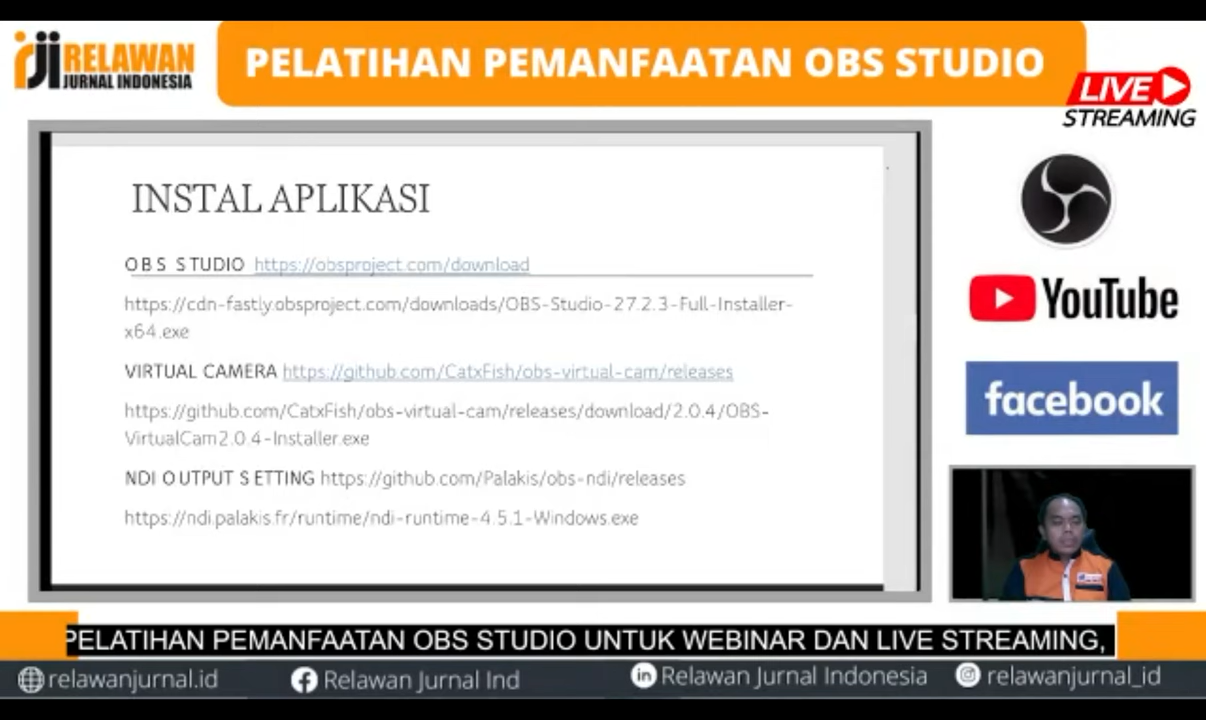 RELAWAN
JURNAL INDONESIA
PELATIHAN PEMANFAATAN OBS STUDIO
LIVE
STREAMING
INSTAL APLIKASI
OBS STUDIO https://obsproject.com/download
https://cdn-fastly.obsproject.com/downloads/OBS-Studio-27.2.3-Full-Installer-
x64.exe
VIRTUAL CAMERA https://github.com/CatxFish/obs-virtual-cam/releases
https://github.com/CatxFish/obs-virtual-cam/releases/download/2.0.4/OBS-
VirtualCam2.0.4-Installer.exe
NDI OUTPUT SETTING https://github.com/Palakis/obs-ndi/releases
https://ndi.palakis.fr/runtime/ndi-runtime-4.5.1-Windows.exe
YouTube
facebook
PELATIHAN PEMANFAATAN OBS STUDIO UNTUK WEBINAR DAN LIVE STREAMING,
relawanjurnal.id
Relawan Jurnal Ind
Relawan Jurnal Indonesia
relawanjurnal_id